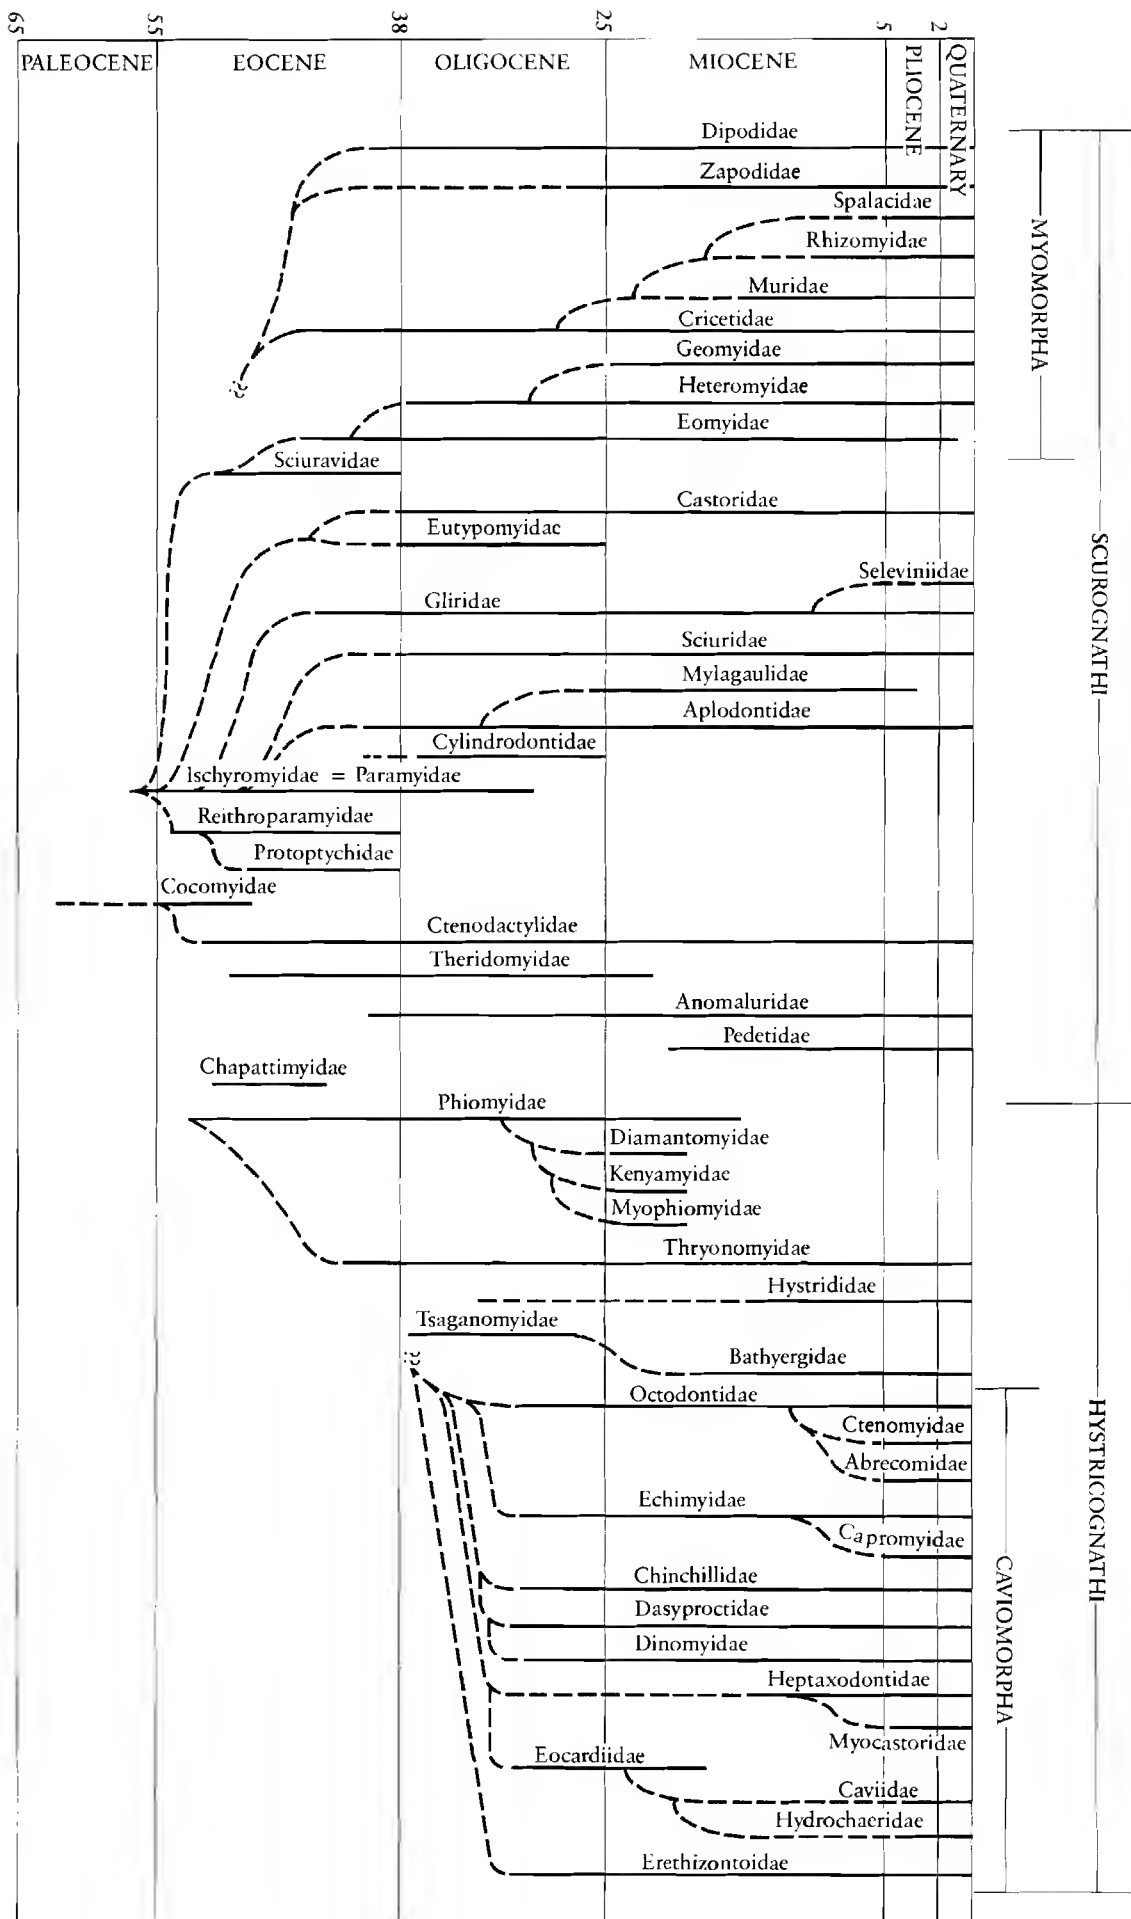 65
55
38
25
5
2
PALEOCENE
EOCENE
OLIGOCENE
MIOCENE
PLIOCENE
QUATERNARY
Dipodidae
Zapodidae
Spalacidae
Rhizomyidae
Muridae
Cricetidae
Geomyidae
Heteromyidae
Eomyidae
??
Sciuravidae
MYOMORPHA
Castoridae
Eutypomyidae
Seleviniidae
Gliridae
Sciuridae
Mylagaulidae
Aplodontidae
Cylindrodontidae
Ischyromyidae = Paramyidae
Reithroparamyidae
Protoptychidae
Cocomyidae
Ctenodactylidae
Theridomyidae
Anomaluridae
Pedetidae
Chapattimyidae
SCUROGNATHI
Phiomyidae
Diamantomyidae
Kenyamyidae
Myophiomyidae
Thryonomyidae
Hystrididae
Tsaganomyidae
??
Bathyergidae
Octodontidae
Ctenomyidae
Abrecomidae
Echimyidae
Capromyidae
Chinchillidae
Dasyproctidae
Dinomyidae
Heptaxodontidae
Myocastoridae
Eocardiidae
Caviidae
Hydrochaeridae
Erethizontoidae
CAVIOMORPHA
HYSTRICOGNATHI